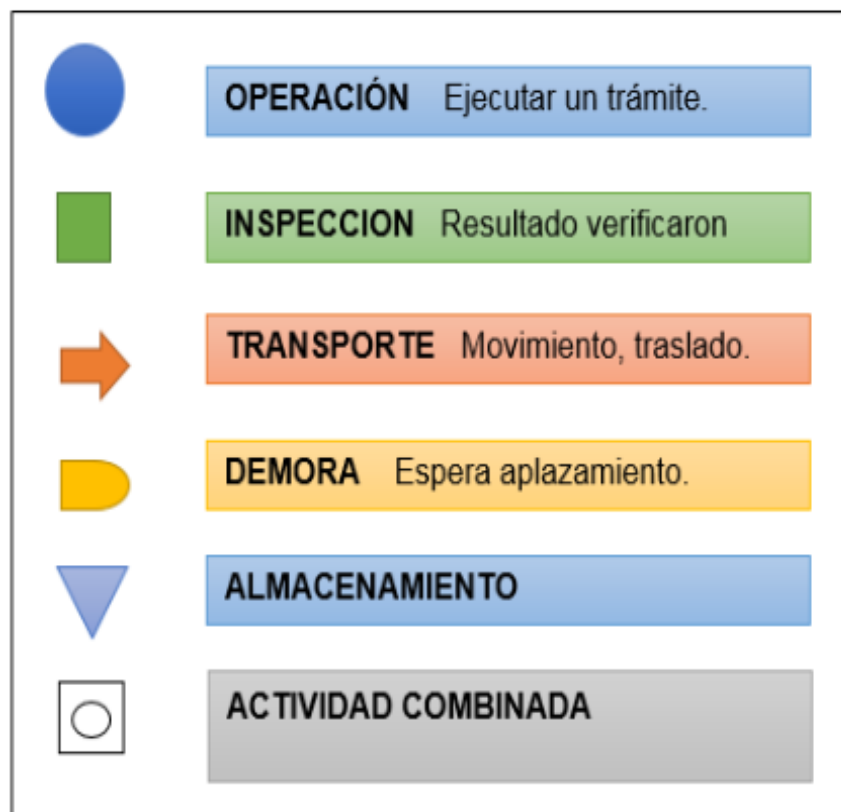 OPERACIÓN Ejecutar un trámite.
INSPECCION Resultado verificaron
TRANSPORTE Movimiento, traslado.
DEMORA Espera aplazamiento.
ALMACENAMIENTO
ACTIVIDAD COMBINADA